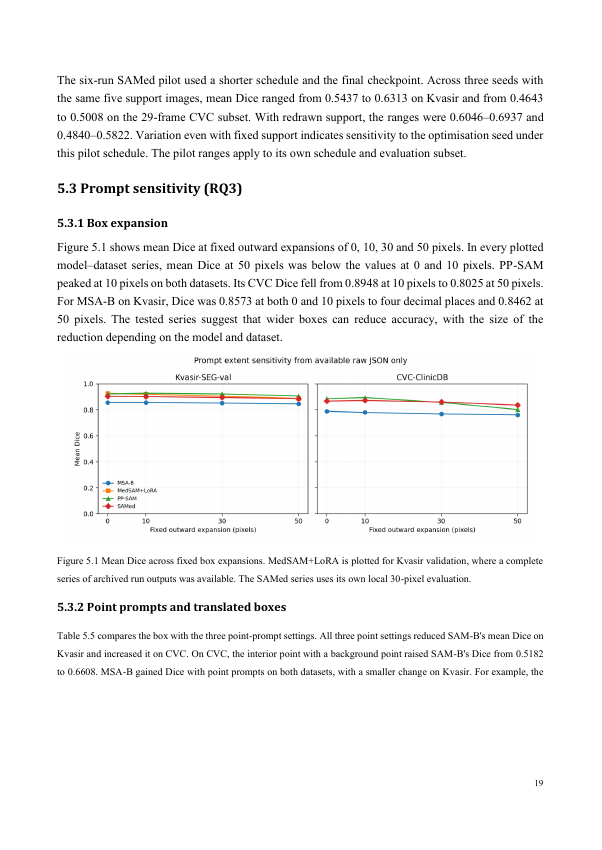 The six-run SAMed pilot used a shorter schedule and the final checkpoint. Across three seeds with
the same five support images, mean Dice ranged from 0.5437 to 0.6313 on Kvasir and from 0.4643
to 0.5008 on the 29-frame CVC subset. With redrawn support, the ranges were 0.6046–0.6937 and
0.4840–0.5822. Variation even with fixed support indicates sensitivity to the optimisation seed under
this pilot schedule. The pilot ranges apply to its own schedule and evaluation subset.
5.3 Prompt sensitivity (RQ3)
5.3.1 Box expansion
Figure 5.1 shows mean Dice at fixed outward expansions of 0, 10, 30 and 50 pixels. In every plotted
model–dataset series, mean Dice at 50 pixels was below the values at 0 and 10 pixels. PP-SAM
peaked at 10 pixels on both datasets. Its CVC Dice fell from 0.8948 at 10 pixels to 0.8025 at 50 pixels.
For MSA-B on Kvasir, Dice was 0.8573 at both 0 and 10 pixels to four decimal places and 0.8462 at
50 pixels. The tested series suggest that wider boxes can reduce accuracy, with the size of the
reduction depending on the model and dataset.
Prompt extent sensitivity from available raw JSON only
Kvasir-SEG-val
CVC-ClinicDB
1.0
0.8
0.6
0.4
0.2
0.0
Mean Dice
MSA-B
MedSAM+LoRA
PP-SAM
SAMed
0 10 30 50
0 10 30 50
Fixed outward expansion (pixels)
Fixed outward expansion (pixels)
Figure 5.1 Mean Dice across fixed box expansions. MedSAM+LoRA is plotted for Kvasir validation, where a complete
series of archived run outputs was available. The SAMed series uses its own local 30-pixel evaluation.
5.3.2 Point prompts and translated boxes
Table 5.5 compares the box with the three point-prompt settings. All three point settings reduced SAM-B's mean Dice on
Kvasir and increased it on CVC. On CVC, the interior point with a background point raised SAM-B's Dice from 0.5182
to 0.6608. MSA-B gained Dice with point prompts on both datasets, with a smaller change on Kvasir. For example, the
19